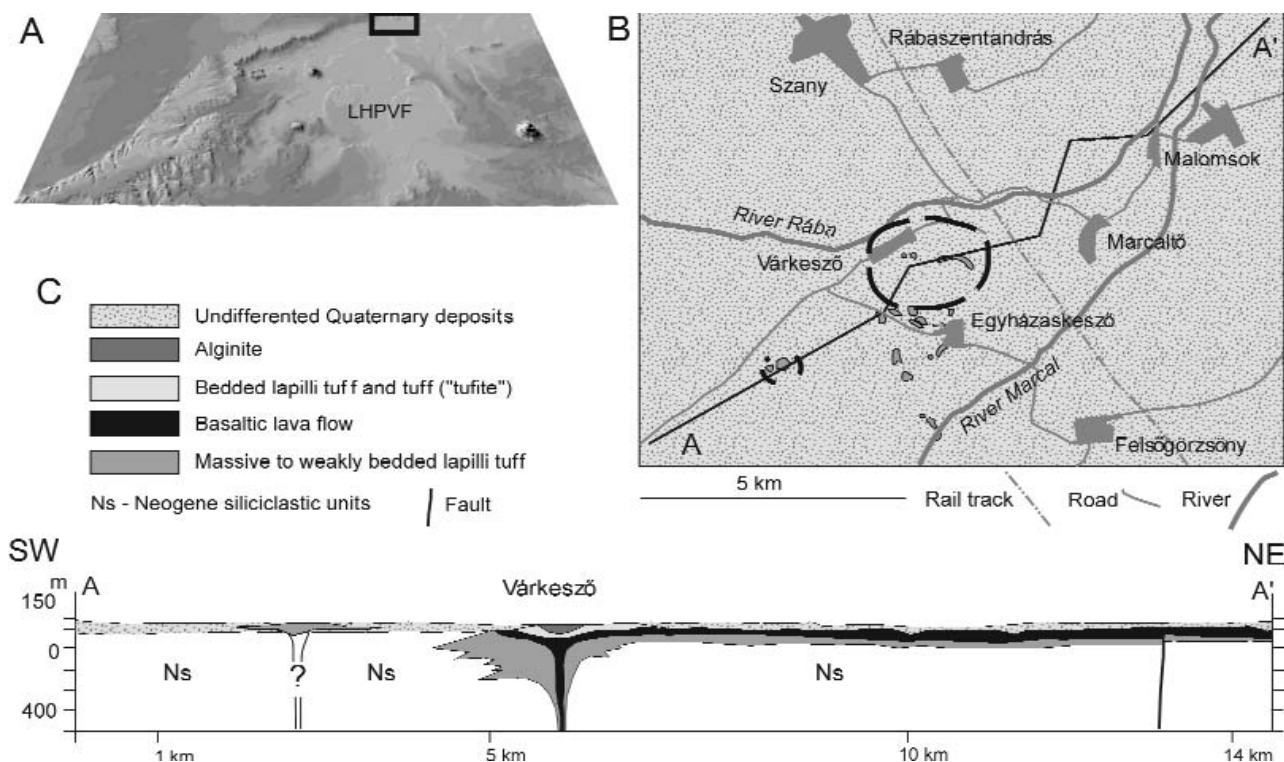 A
LHPVF
B
Rábaszentandrás
A'
Szany
Malomsok
River Rába
Marcaltő
Várkesző
Egyházaskesző
River Marcal
A
Felsőgörzsöny
5 km
Rail track
Road
River
C
Undifferented Quaternary deposits
Alginite
Bedded lapilli tuff and tuff ("tufite")
Basaltic lava flow
Massive to weakly bedded lapilli tuff
Ns - Neogene siliciclastic units
Fault
SW
NE
m
A
Várkesző
A'
150
0
400
Ns
?
Ns
Ns
1 km
5 km
10 km
14 km